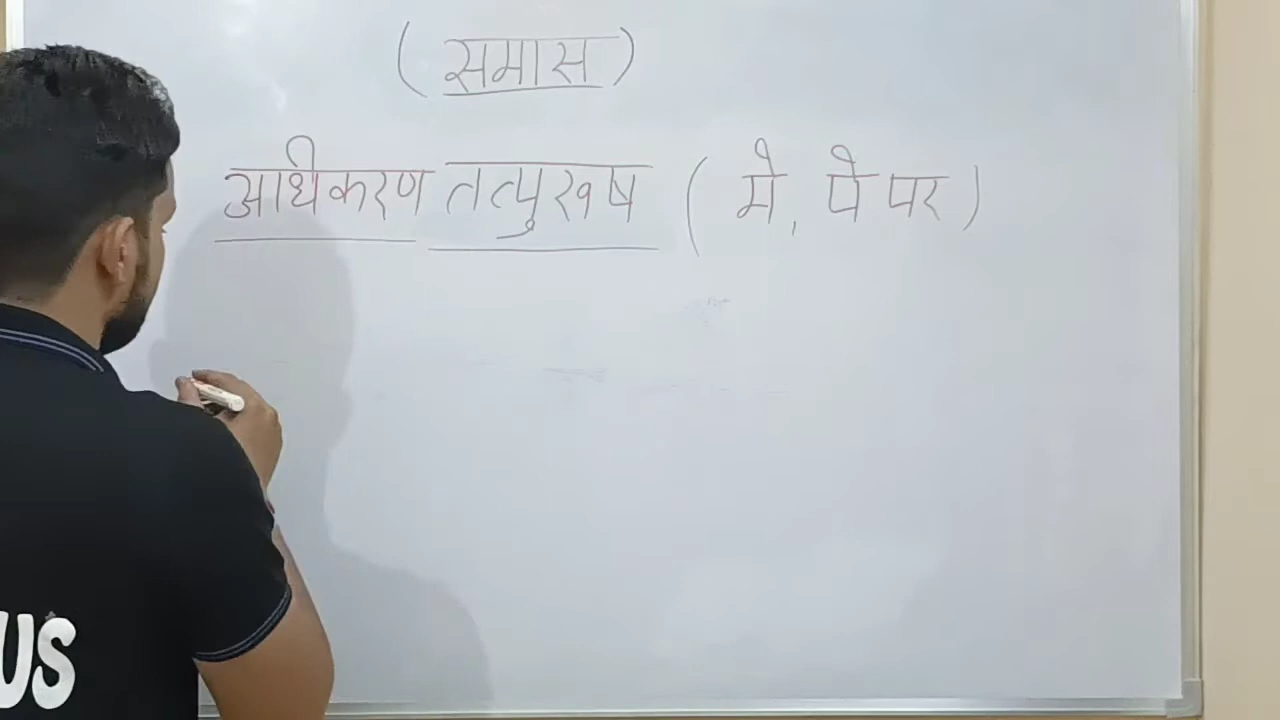 ( समास )
अधिकरण तत्पुरूष ( मे, पे पर )
US